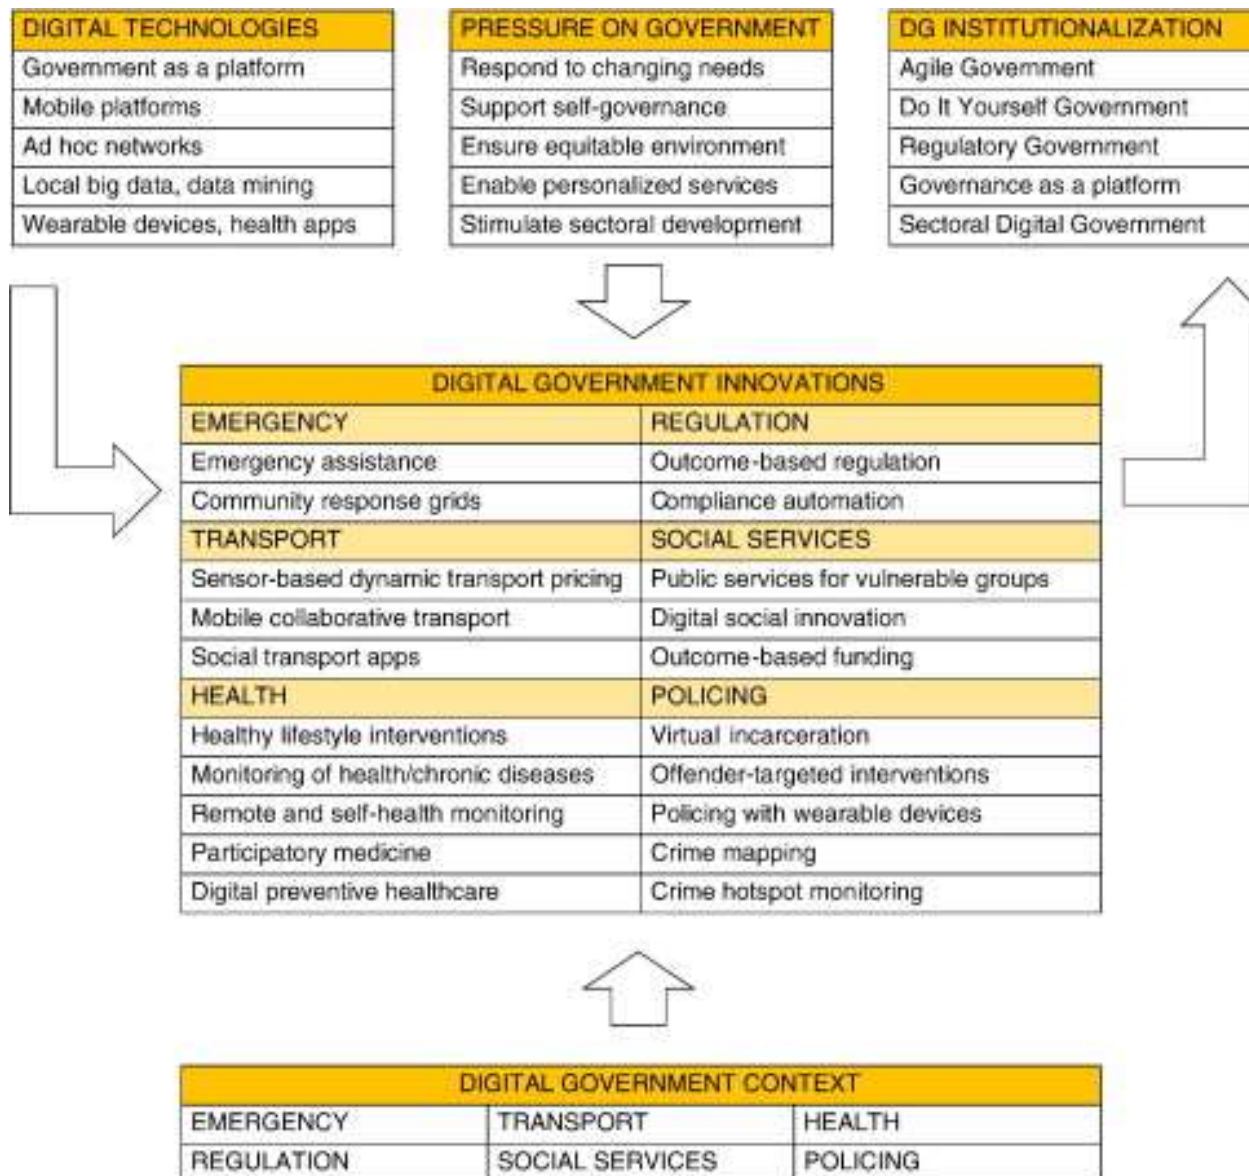 DIGITAL TECHNOLOGIES
Government as a platform
Mobile platforms
Ad hoc networks
Local big data, data mining
Wearable devices, health apps
PRESSURE ON GOVERNMENT
Respond to changing needs
Support self-governance
Ensure equitable environment
Enable personalized services
Stimulate sectoral development
DG INSTITUTIONALIZATION
Agile Government
Do It Yourself Government
Regulatory Government
Governance as a platform
Sectoral Digital Government
DIGITAL GOVERNMENT INNOVATIONS
EMERGENCY REGULATION
Emergency assistance Outcome-based regulation
Community response grids Compliance automation
TRANSPORT SOCIAL SERVICES
Sensor-based dynamic transport pricing Public services for vulnerable groups
Mobile collaborative transport Digital social innovation
Social transport apps Outcome-based funding
HEALTH POLICING
Healthy lifestyle interventions Virtual incarceration
Monitoring of health/chronic diseases Offender-targeted interventions
Remote and self-health monitoring Policing with wearable devices
Participatory medicine Crime mapping
Digital preventive healthcare Crime hotspot monitoring
DIGITAL GOVERNMENT CONTEXT
EMERGENCY TRANSPORT HEALTH
REGULATION SOCIAL SERVICES POLICING